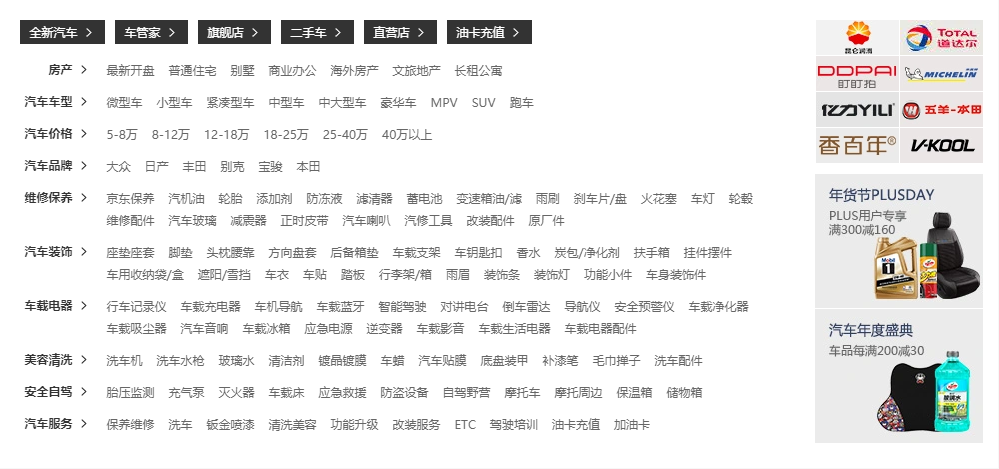 全新汽车 > 车管家 > 旗舰店 > 二手车 > 直营店 > 油卡充值 >
房产 > 最新开盘 普通住宅 别墅 商业办公 海外房产 文旅地产 长租公寓
汽车车型 > 微型车 小型车 紧凑型车 中型车 中大型车 豪华车 MPV SUV 跑车
汽车价格 > 5-8万 8-12万 12-18万 18-25万 25-40万 40万以上
汽车品牌 > 大众 日产 丰田 别克 宝骏 本田
维修保养 > 京东保养 汽机油 轮胎 添加剂 防冻液 滤清器 蓄电池 变速箱油/滤 雨刷 刹车片/盘 火花塞 车灯 轮毂
维修配件 汽车玻璃 减震器 正时皮带 汽车喇叭 汽修工具 改装配件 原厂件
汽车装饰 > 座垫座套 脚垫 头枕腰靠 方向盘套 后备箱垫 车载支架 车钥匙扣 香水 炭包/净化剂 扶手箱 挂件摆件
车用收纳袋/盒 遮阳/雪挡 车衣 车贴 踏板 行李架/箱 雨眉 装饰条 装饰灯 功能小件 车身装饰件
车载电器 > 行车记录仪 车载充电器 车机导航 车载蓝牙 智能驾驶 对讲电台 倒车雷达 导航仪 安全预警仪 车载净化器
车载吸尘器 汽车音响 车载冰箱 应急电源 逆变器 车载影音 车载生活电器 车载电器配件
美容清洗 > 洗车机 洗车水枪 玻璃水 清洁剂 镀晶镀膜 车蜡 汽车贴膜 底盘装甲 补漆笔 毛巾掸子 洗车配件
安全自驾 > 胎压监测 充气泵 灭火器 车载床 应急救援 防盗设备 自驾野营 摩托车 摩托周边 保温箱 储物箱
汽车服务 > 保养维修 洗车 钣金喷漆 清洗美容 功能升级 改装服务 ETC 驾驶培训 油卡充值 加油卡
昆仑润滑 TOTAL
道达尔
DDPAI MICHELIN
盯盯拍
亿力YILI 五羊-本田
香百年® V-KOOL
年货节PLUSDAY
PLUS用户专享
满300减160
Mobil
1
汽车年度盛典
车品每满200减30
玻璃水